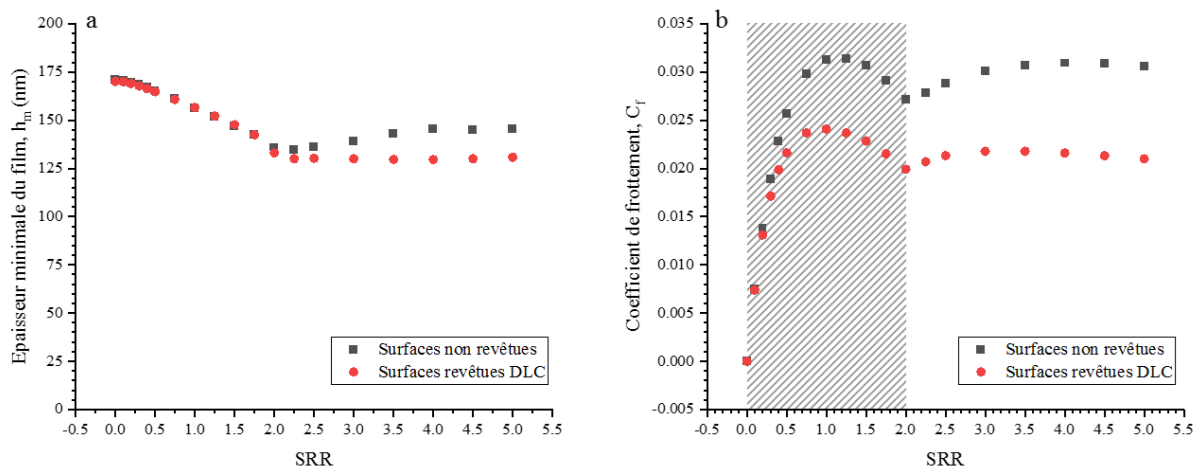 a
Epaisseur minimale du film, hm (nm)
200
175
150
125
100
75
50
25
0
-0.5 0.0 0.5 1.0 1.5 2.0 2.5 3.0 3.5 4.0 4.5 5.0 5.5
SRR
Surfaces non revêtues
Surfaces revêtues DLC
b
Coefficient de frottement, Cf
0.035
0.030
0.025
0.020
0.015
0.010
0.005
0.000
-0.005
-0.5 0.0 0.5 1.0 1.5 2.0 2.5 3.0 3.5 4.0 4.5 5.0 5.5
SRR
Surfaces non revêtues
Surfaces revêtues DLC